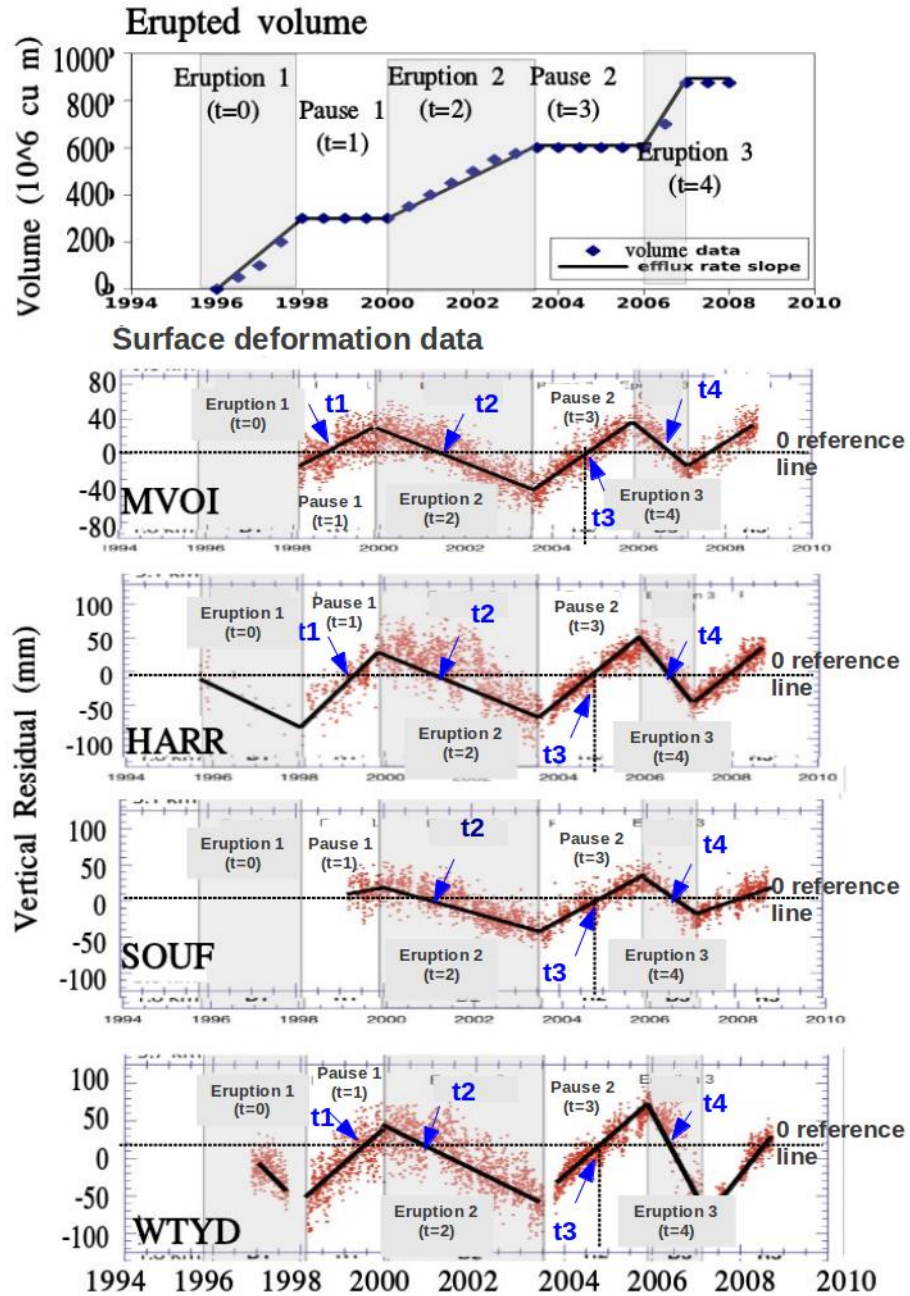 Erupted volume
Volume (10^6 cu m)
1000
800
600
400
200
0
Eruption 1
(t=0)
Pause 1
(t=1)
Eruption 2
(t=2)
Pause 2
(t=3)
Eruption 3
(t=4)
volume data
efflux rate slope
1994 1996 1998 2000 2002 2004 2006 2008 2010
Surface deformation data
Vertical Residual (mm)
80
40
0
-40
-80
Eruption 1
(t=0)
t1
t2
Pause 2
(t=3)
t4
0 reference
line
Pause 1
(t=1)
Eruption 2
(t=2)
t3
Eruption 3
(t=4)
MVOI
1994 1996 1998 2000 2002 2004 2006 2008 2010
100
50
0
-50
-100
Eruption 1
(t=0)
Pause 1
(t=1)
t1
t2
Pause 2
(t=3)
t4
0 reference
line
Eruption 2
(t=2)
t3
Eruption 3
(t=4)
HARR
1994 1996 1998 2000 2002 2004 2006 2008 2010
100
50
0
-50
-100
Eruption 1
(t=0)
Pause 1
(t=1)
t2
Pause 2
(t=3)
t4
0 reference
line
Eruption 2
(t=2)
t3
Eruption 3
(t=4)
SOUF
1994 1996 1998 2000 2002 2004 2006 2008 2010
100
50
0
-50
-100
Eruption 1
(t=0)
Pause 1
(t=1)
t1
t2
Pause 2
(t=3)
t4
0 reference
line
Eruption 2
(t=2)
t3
Eruption 3
(t=4)
WTYD
1994 1996 1998 2000 2002 2004 2006 2008 2010